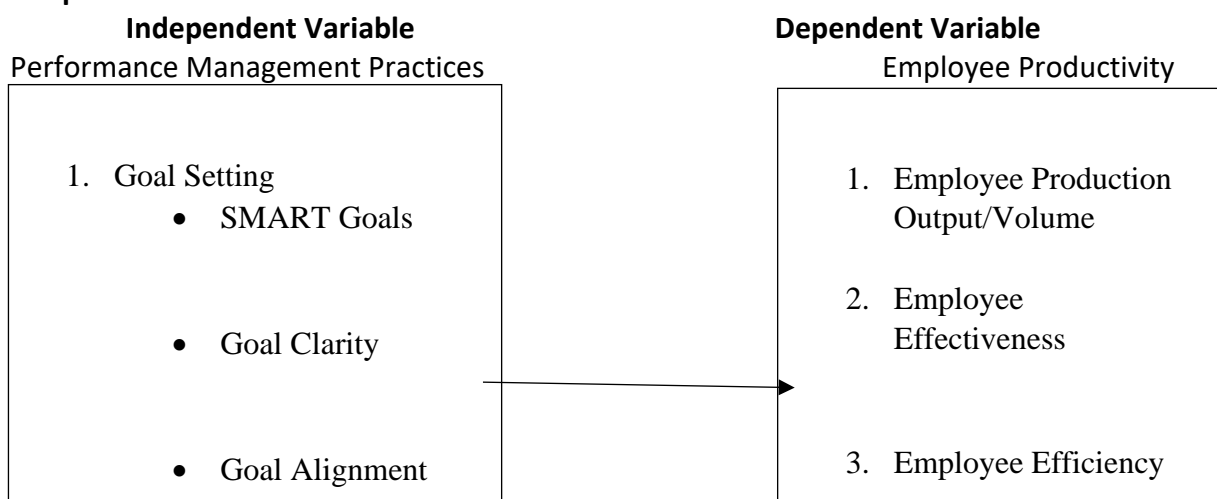 Independent Variable
Dependent Variable
Performance Management Practices
Employee Productivity
1. Goal Setting
• SMART Goals
• Goal Clarity
• Goal Alignment
1. Employee Production
Output/Volume
2. Employee
Effectiveness
3. Employee Efficiency